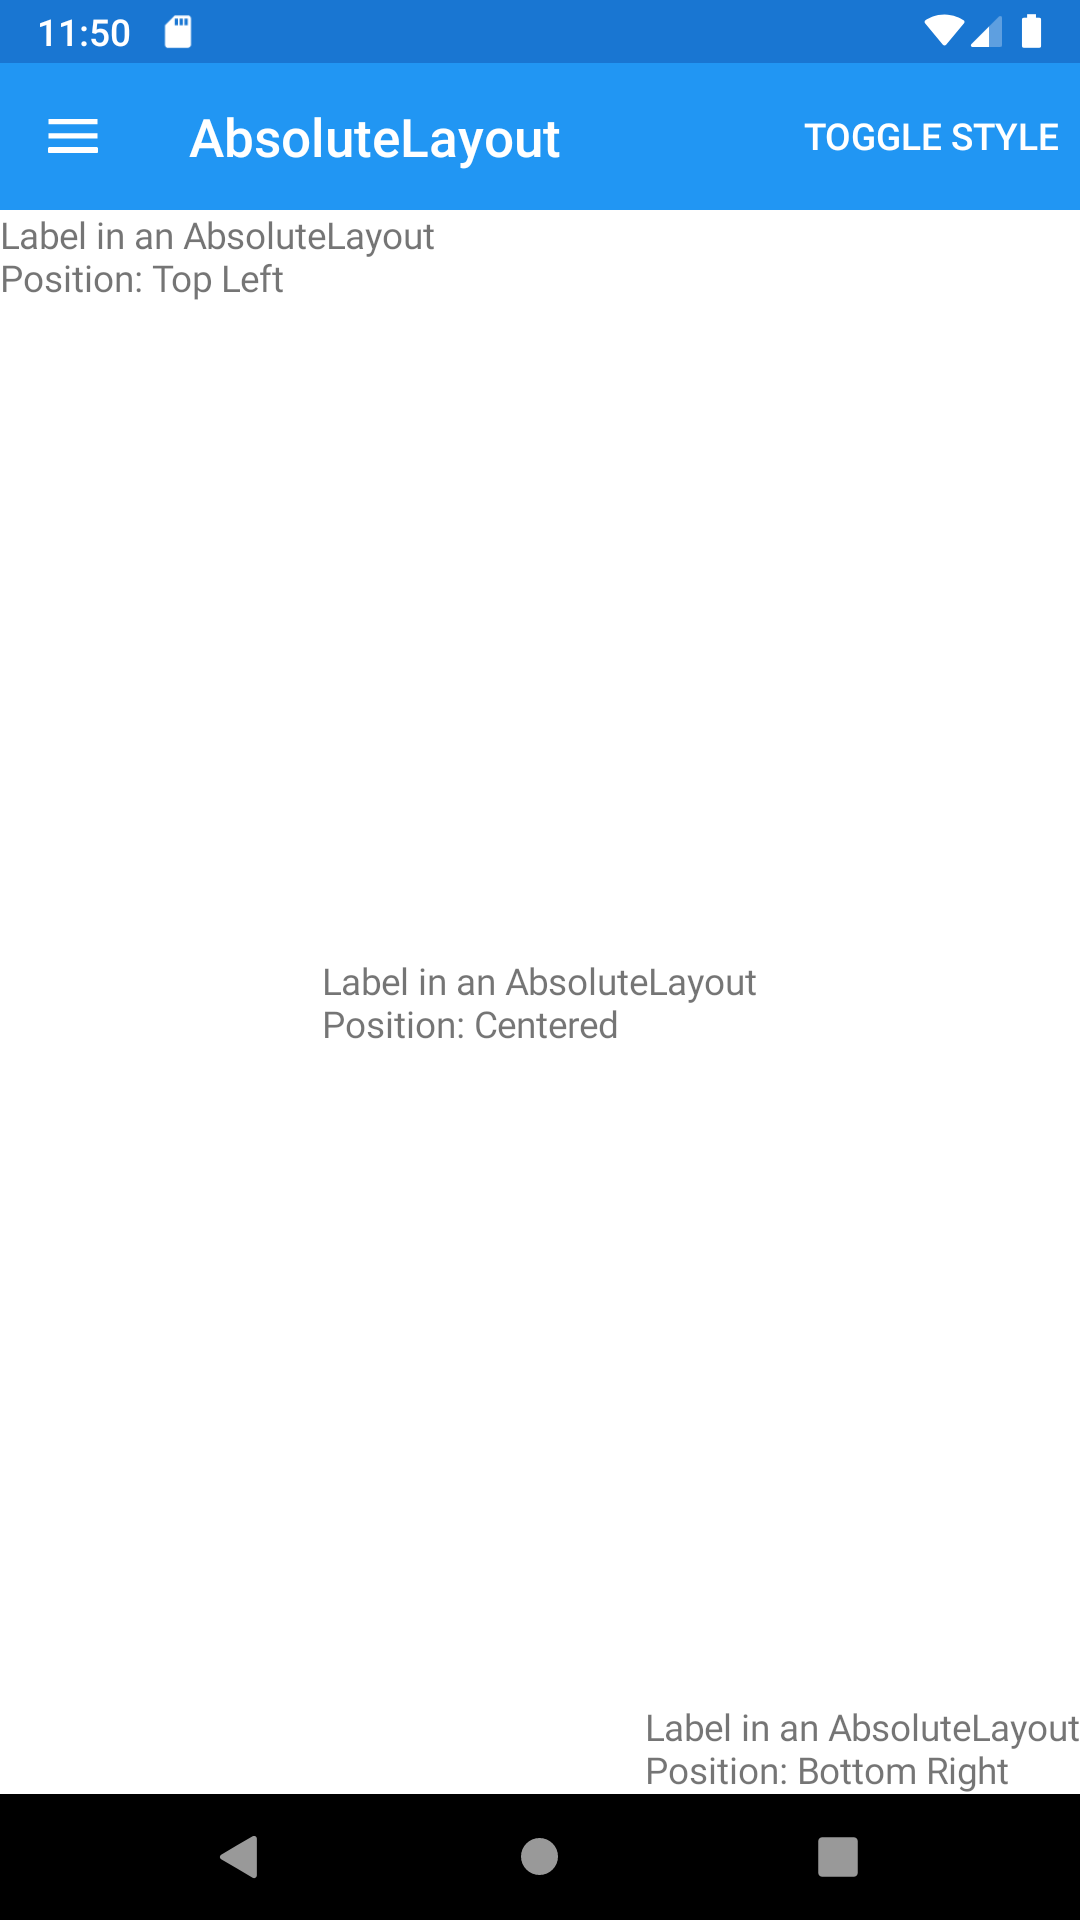 11:50
AbsoluteLayout
TOGGLE STYLE
Label in an AbsoluteLayout
Position: Top Left
Label in an AbsoluteLayout
Position: Centered
Label in an AbsoluteLayout
Position: Bottom Right